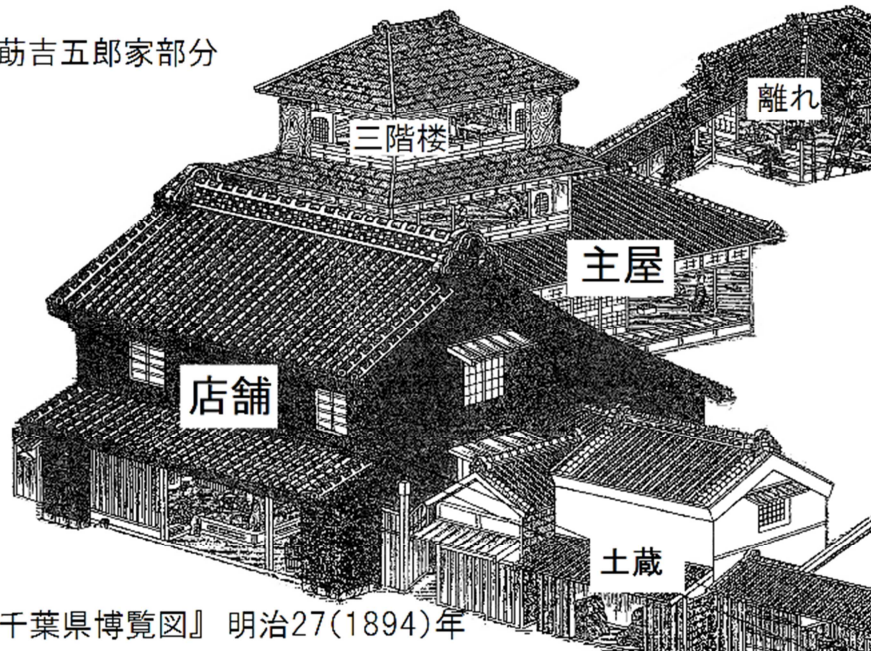 莇吉五郎家部分
離れ
三階楼
主屋
店舗
土蔵
千葉県博覧図』 明治27(1894)年